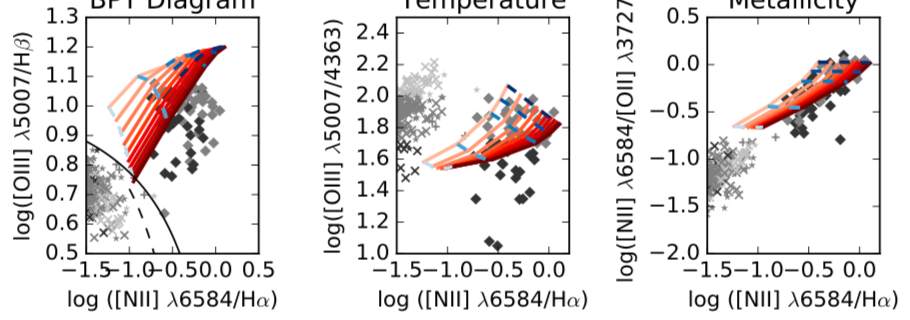 BPT Diagram
1.3
1.2
1.1
1.0
0.9
0.8
0.7
0.6
0.5
log([OIII] λ5007/Hβ)
−1.5 −1.0 −0.5 0.0 0.5
log ([NII] λ6584/Hα)
Temperature
2.4
2.2
2.0
1.8
1.6
1.4
1.2
1.0
log([OIII] λ5007/4363)
−1.5 −1.0 −0.5 0.0
log ([NII] λ6584/Hα)
Metallicity
0.5
0.0
−0.5
−1.0
−1.5
−2.0
log([NII] λ6584/[OII] λ3727
−1.5 −1.0 −0.5 0.0
log ([NII] λ6584/Hα)